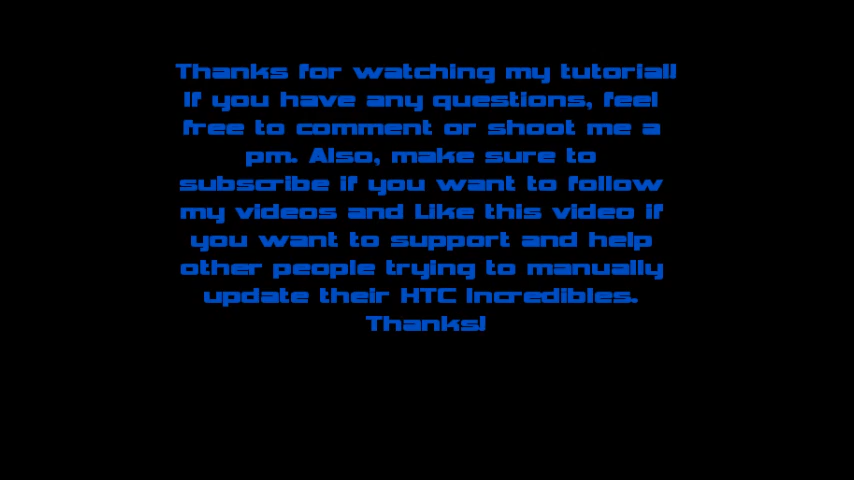 Thanks for watching my tutorial!
If you have any questions, feel
free to comment or shoot me a
pm. Also, make sure to
subscribe if you want to follow
my videos and Like this video if
you want to support and help
other people trying to manually
update their HTC Incredibles.
Thanks!